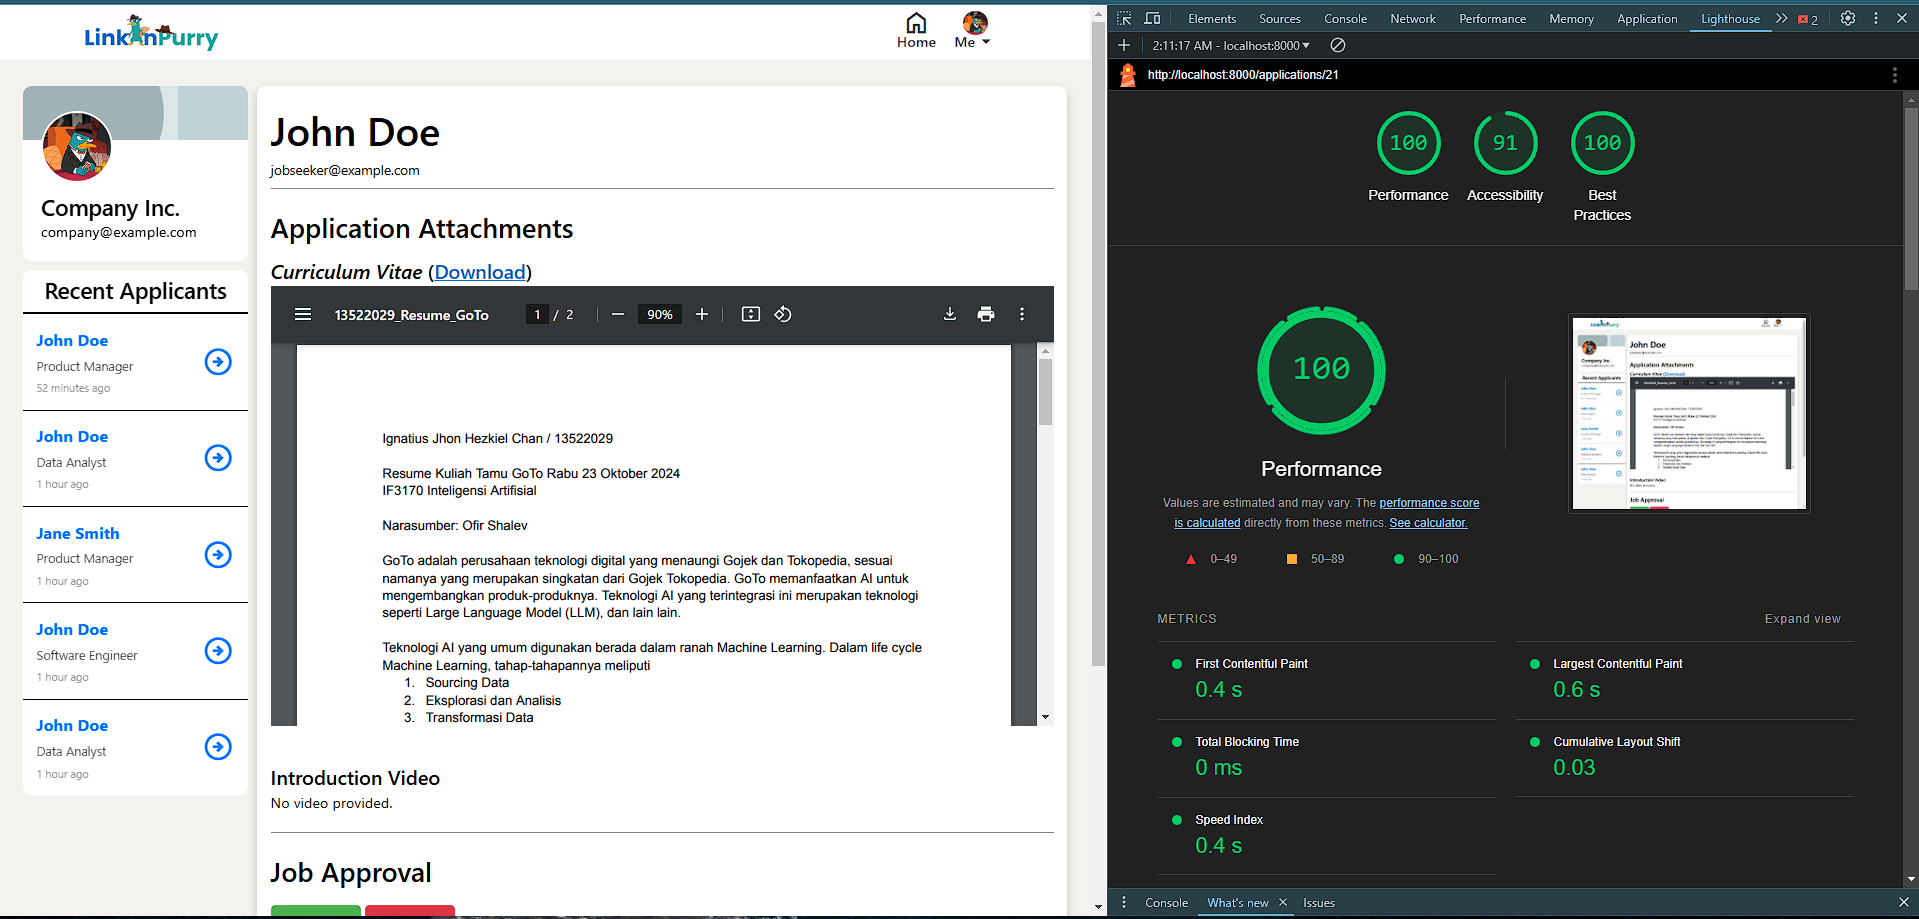 LinkInPurry
Home
Me
Company Inc.
company@example.com
Recent Applicants
John Doe
Product Manager
52 minutes ago
John Doe
Data Analyst
1 hour ago
Jane Smith
Product Manager
1 hour ago
John Doe
Software Engineer
1 hour ago
John Doe
Data Analyst
1 hour ago
John Doe
jobseeker@example.com
Application Attachments
Curriculum Vitae (Download)
13522029_Resume_GoTo
1 / 2
90%
Ignatius Jhon Hezkiel Chan / 13522029
Resume Kuliah Tamu GoTo Rabu 23 Oktober 2024
IF3170 Inteligensi Artifisial
Narasumber: Ofir Shalev
GoTo adalah perusahaan teknologi digital yang menaungi Gojek dan Tokopedia, sesuai
namanya yang merupakan singkatan dari Gojek Tokopedia. GoTo memanfaatkan AI untuk
mengembangkan produk-produknya. Teknologi AI yang terintegrasi ini merupakan teknologi
seperti Large Language Model (LLM), dan lain lain.
Teknologi AI yang umum digunakan berada dalam ranah Machine Learning. Dalam life cycle
Machine Learning, tahap-tahapannya meliputi
1. Sourcing Data
2. Eksplorasi dan Analisis
3. Transformasi Data
Introduction Video
No video provided.
Job Approval
Elements
Sources
Console
Network
Performance
Memory
Application
Lighthouse
2
2:11:17 AM - localhost:8000
http://localhost:8000/applications/21
100
Performance
91
Accessibility
100
Best
Practices
100
Performance
Values are estimated and may vary. The performance score
is calculated directly from these metrics. See calculator.
0–49
50–89
90–100
John Doe
Company Inc.
Application Attachments
Recent Applicants
Introduction Video
Job Approval
METRICS
Expand view
First Contentful Paint
0.4 s
Largest Contentful Paint
0.6 s
Total Blocking Time
0 ms
Cumulative Layout Shift
0.03
Speed Index
0.4 s
Console
What's new
Issues